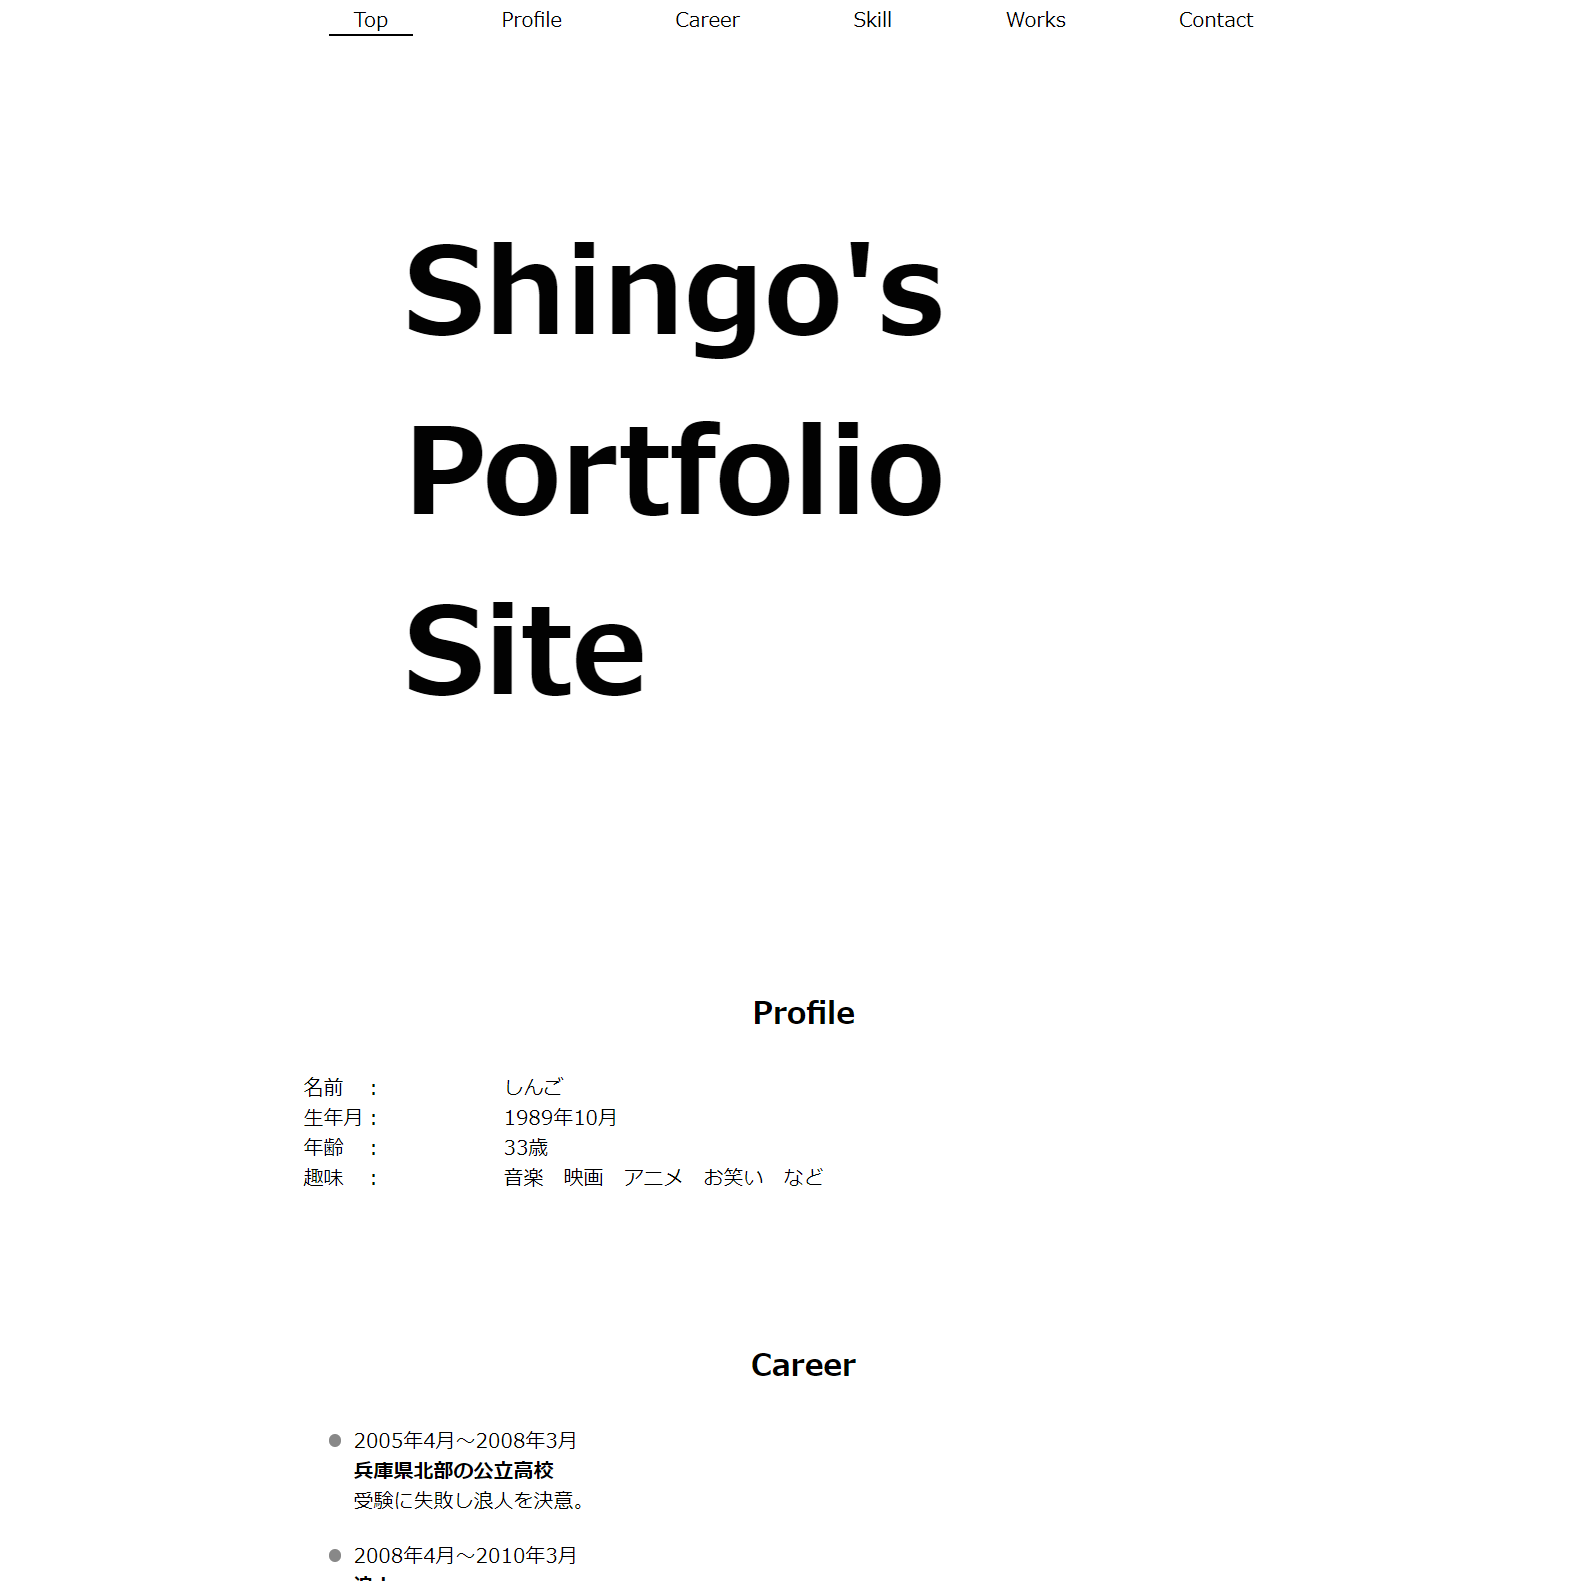 Top Profile Career Skill Works Contact
Shingo's
Portfolio
Site
Profile
名前　: しんご
生年月 : 1989年10月
年齢　: 33歳
趣味　: 音楽　映画　アニメ　お笑い　など
Career
2005年4月～2008年3月
兵庫県北部の公立高校
受験に失敗し浪人を決意。
2008年4月～2010年3月